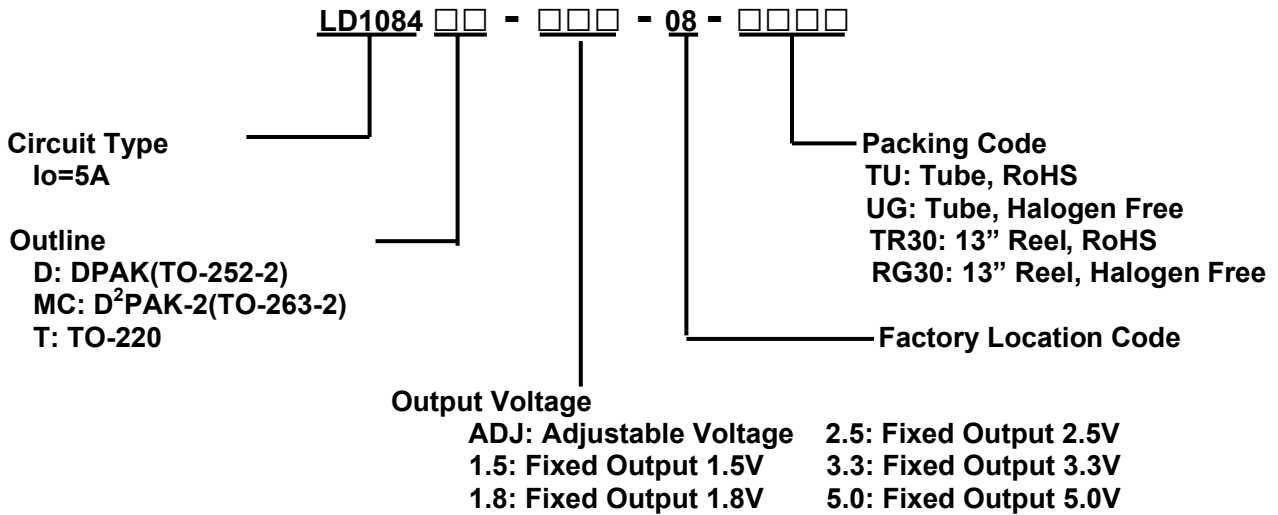 LD1084 □□ - □□□ - 08 - □□□□
Circuit Type
Io=5A
Outline
D: DPAK(TO-252-2)
MC: D²PAK-2(TO-263-2)
T: TO-220
Packing Code
TU: Tube, RoHS
UG: Tube, Halogen Free
TR30: 13” Reel, RoHS
RG30: 13” Reel, Halogen Free
Factory Location Code
Output Voltage
ADJ: Adjustable Voltage 2.5: Fixed Output 2.5V
1.5: Fixed Output 1.5V 3.3: Fixed Output 3.3V
1.8: Fixed Output 1.8V 5.0: Fixed Output 5.0V